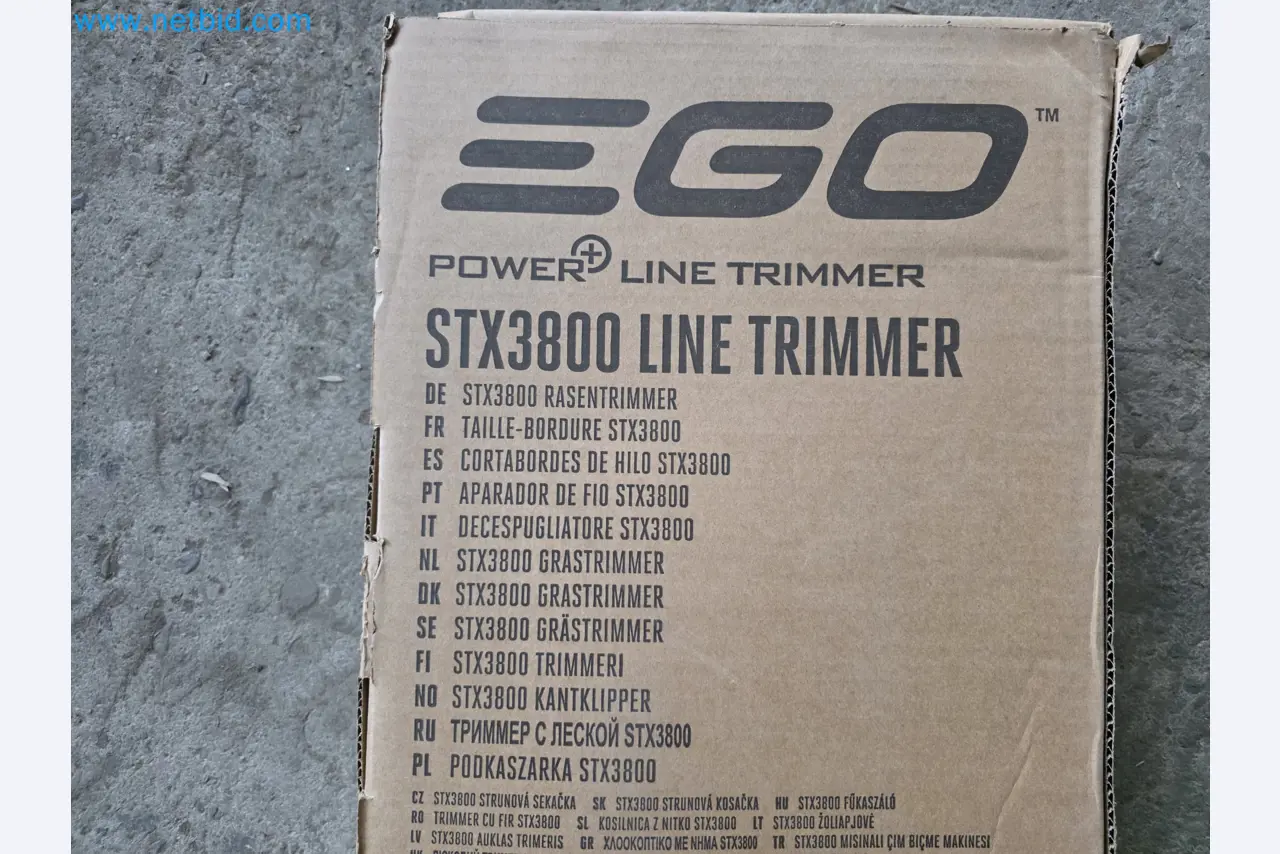 www.netbid.com
EGO™
POWER+ LINE TRIMMER
STX3800 LINE TRIMMER
DE STX3800 RASENTRIMMER
FR TAILLE-BORDURE STX3800
ES CORTABORDES DE HILO STX3800
PT APARADOR DE FIO STX3800
IT DECESPUGLIATORE STX3800
NL STX3800 GRASTRIMMER
DK STX3800 GRASTRIMMER
SE STX3800 GRÄSTRIMMER
FI STX3800 TRIMMERI
NO STX3800 KANTKLIPPER
RU ТРИММЕР С ЛЕСКОЙ STX3800
PL PODKASZARKA STX3800
CZ STX3800 STRUNOVÁ SEKAČKA SK STX3800 STRUNOVÁ KOSAČKA HU STX3800 FŰKASZÁLÓ
RO TRIMMER CU FIR STX3800 SL KOSILNICA Z NITKO STX3800 LT STX3800 ŽOLIAPJOVĖ
LV STX3800 AUKLAS TRIMERIS GR ΧΛΟΟΚΟΠΤΙΚΟ ΜΕ ΝΗΜΑ STX3800 TR STX3800 MISINALI ÇIM BIÇME MAKINESI